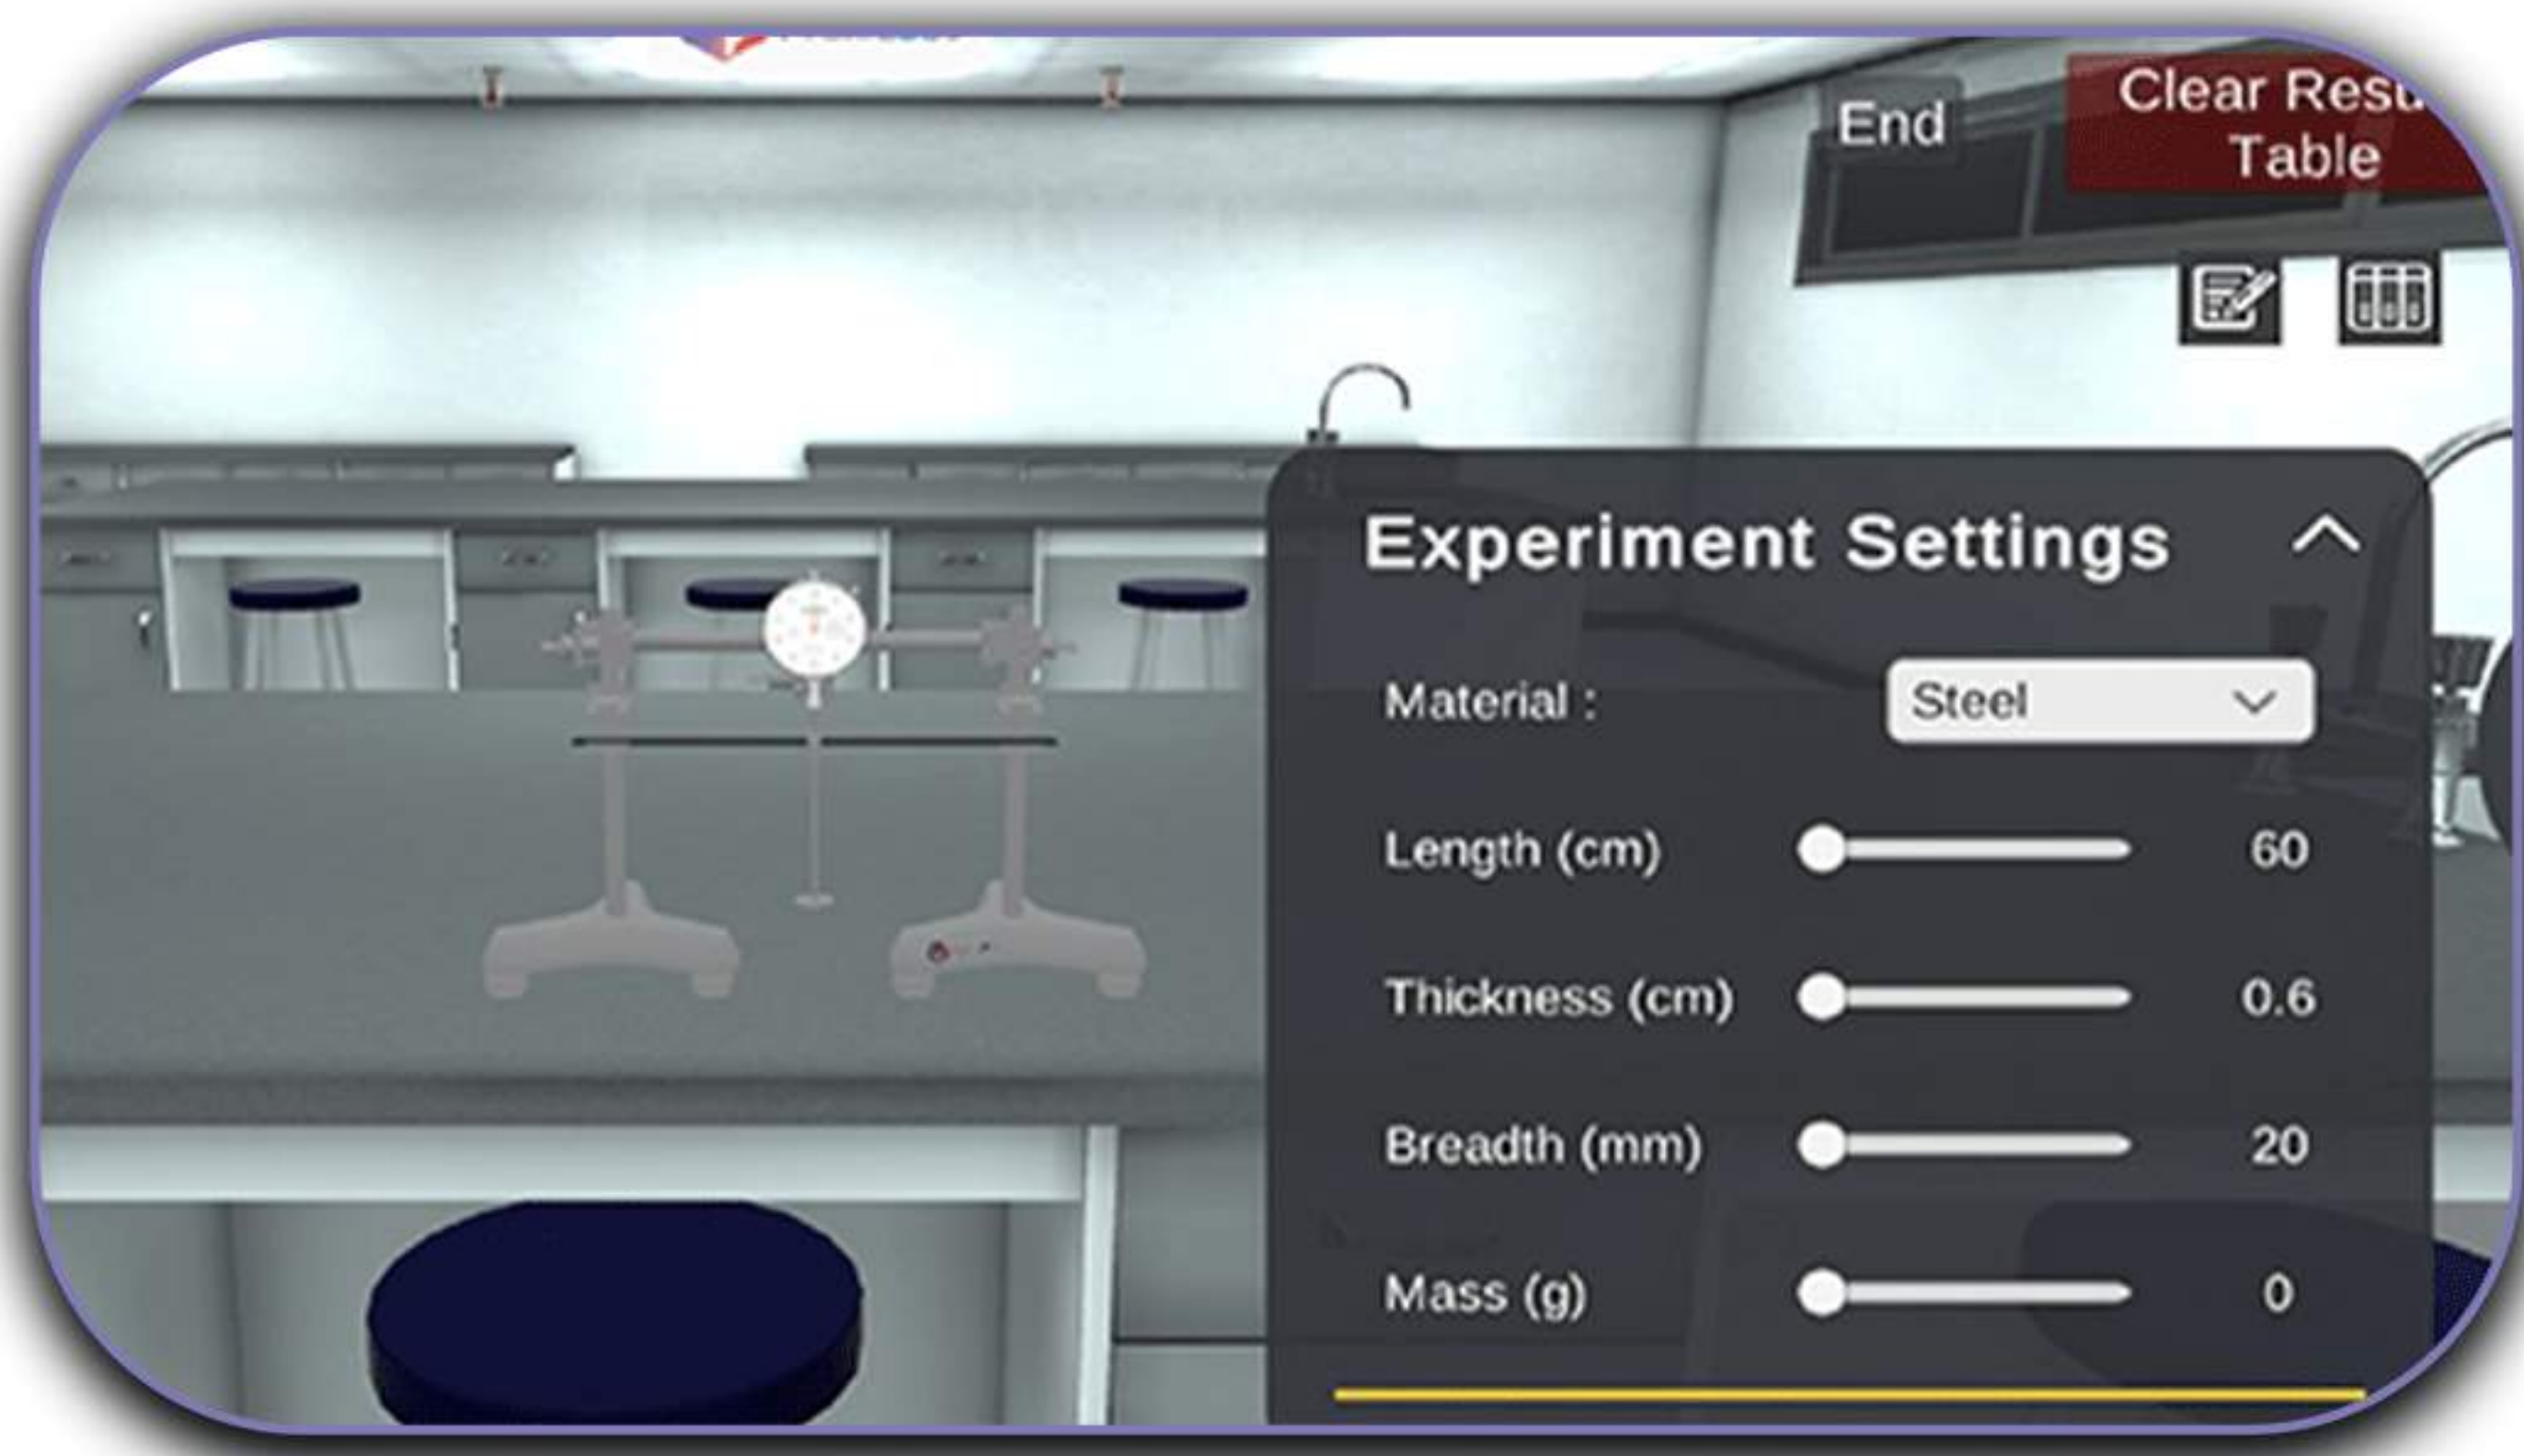 End
Clear Resu
Table
Experiment Settings
Material :
Steel
Length (cm)
60
Thickness (cm)
0.6
Breadth (mm)
20
Mass (g)
0